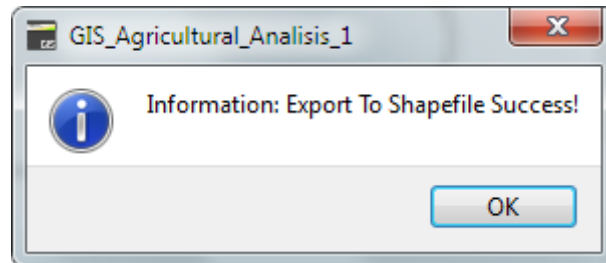 GIS_Agricultural_Analisis_1
Information: Export To Shapefile Success!
OK